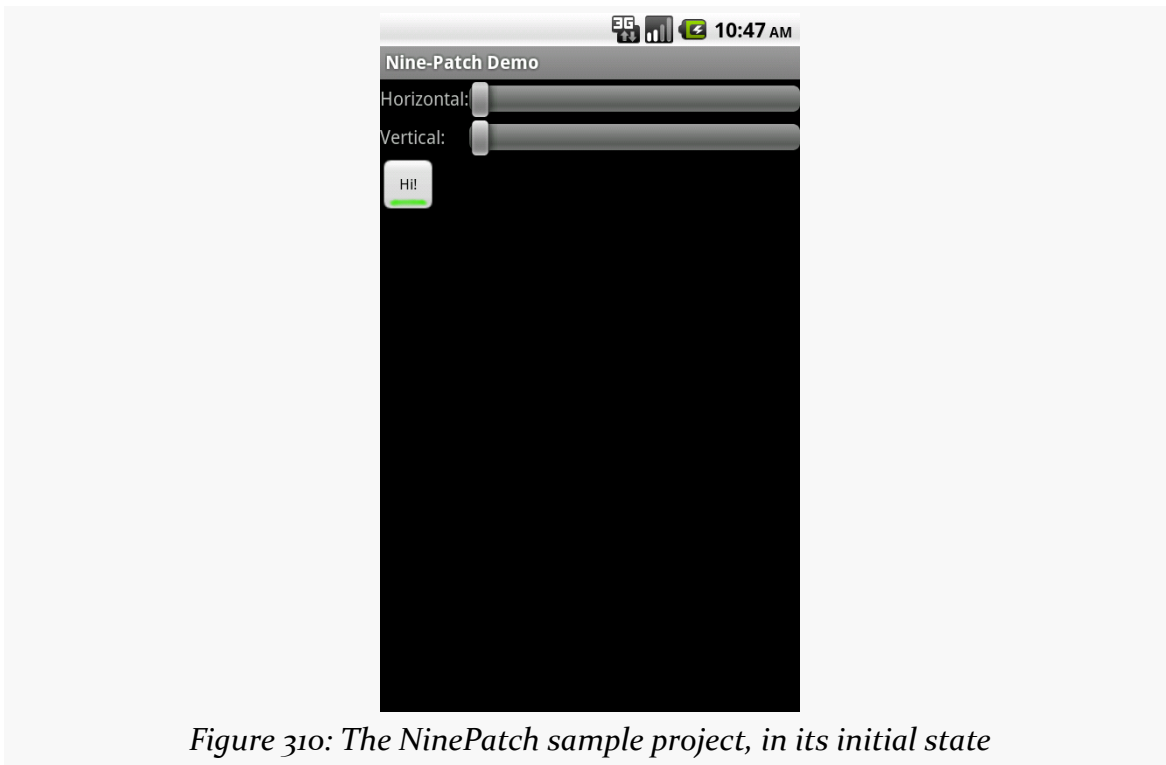 3G 10:47 AM
Nine-Patch Demo
Horizontal:
Vertical:
Hi!
Figure 310: The NinePatch sample project, in its initial state